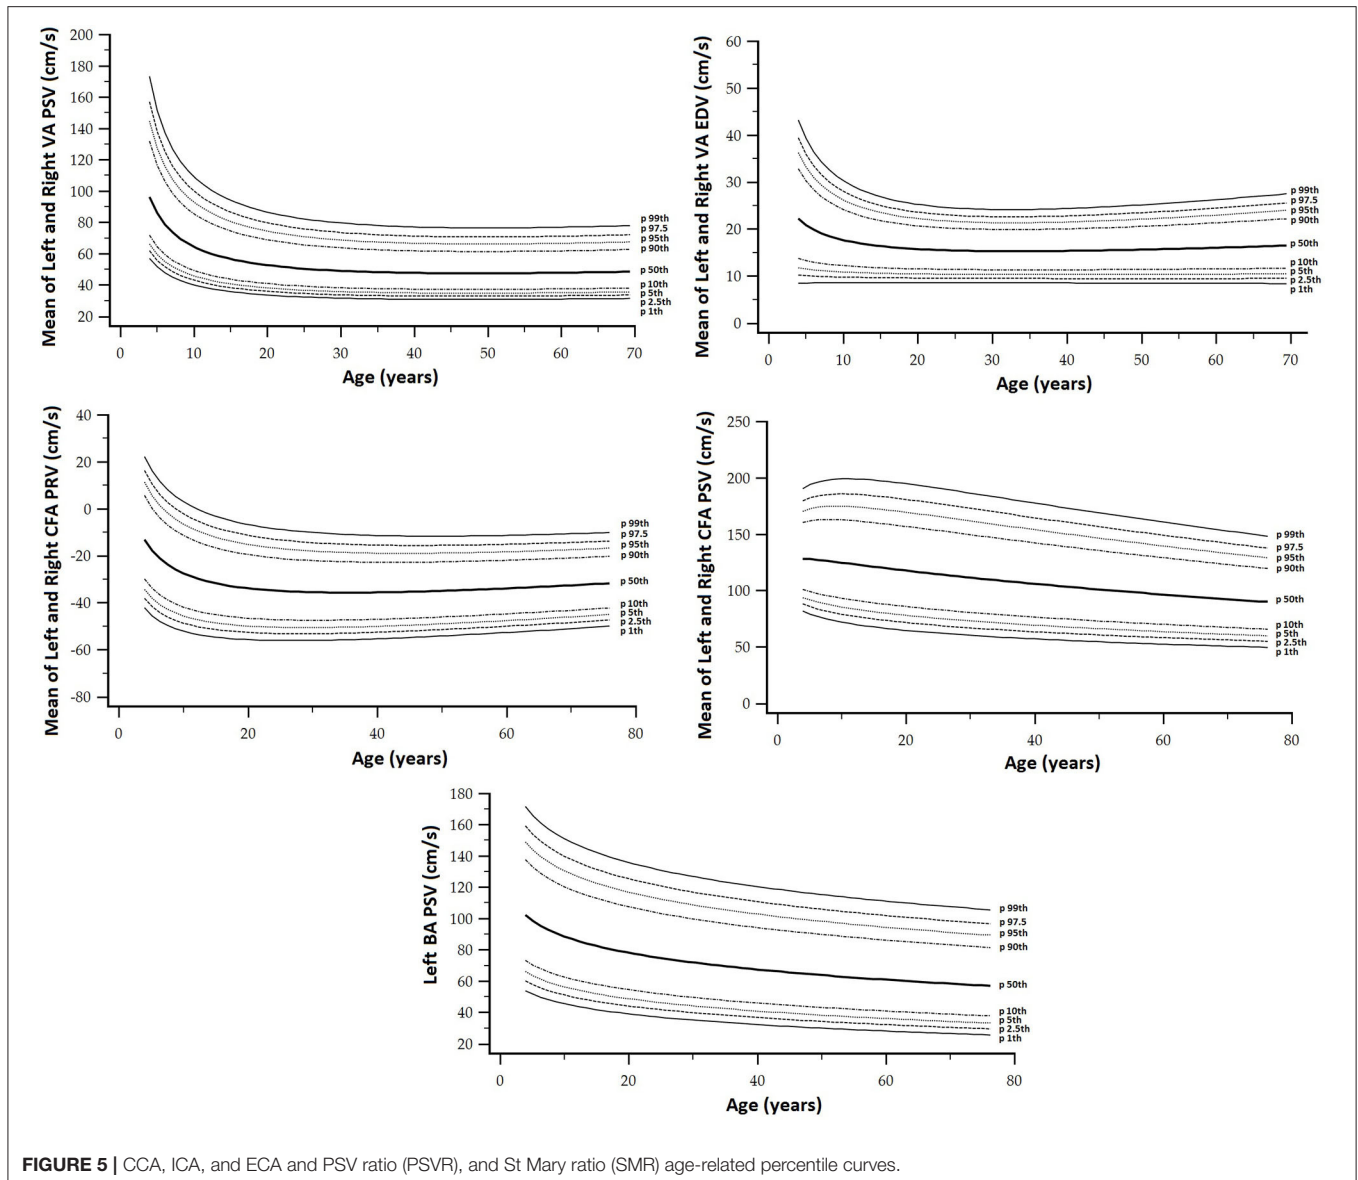 Mean of Left and Right VA PSV (cm/s)
200
180
160
140
120
100
80
60
40
20
p 99th
p 97.5
p 95th
p 90th
p 50th
p 10th
p 5th
p 2.5th
p 1th
0 10 20 30 40 50 60 70
Age (years)
Mean of Left and Right VA EDV (cm/s)
60
50
40
30
20
10
0
p 99th
p 97.5
p 95th
p 90th
p 50th
p 10th
p 5th
p 2.5th
p 1th
0 10 20 30 40 50 60 70
Age (years)
Mean of Left and Right CFA PRV (cm/s)
40
20
0
-20
-40
-60
-80
p 99th
p 97.5
p 95th
p 90th
p 50th
p 10th
p 5th
p 2.5th
p 1th
0 20 40 60 80
Age (years)
Mean of Left and Right CFA PSV (cm/s)
250
200
150
100
50
0
p 99th
p 97.5
p 95th
p 90th
p 50th
p 10th
p 5th
p 2.5th
p 1th
0 20 40 60 80
Age (years)
Left BA PSV (cm/s)
180
160
140
120
100
80
60
40
20
p 99th
p 97.5
p 95th
p 90th
p 50th
p 10th
p 5th
p 2.5th
p 1th
0 20 40 60 80
Age (years)
FIGURE 5 | CCA, ICA, and ECA and PSV ratio (PSVR), and St Mary ratio (SMR) age-related percentile curves.